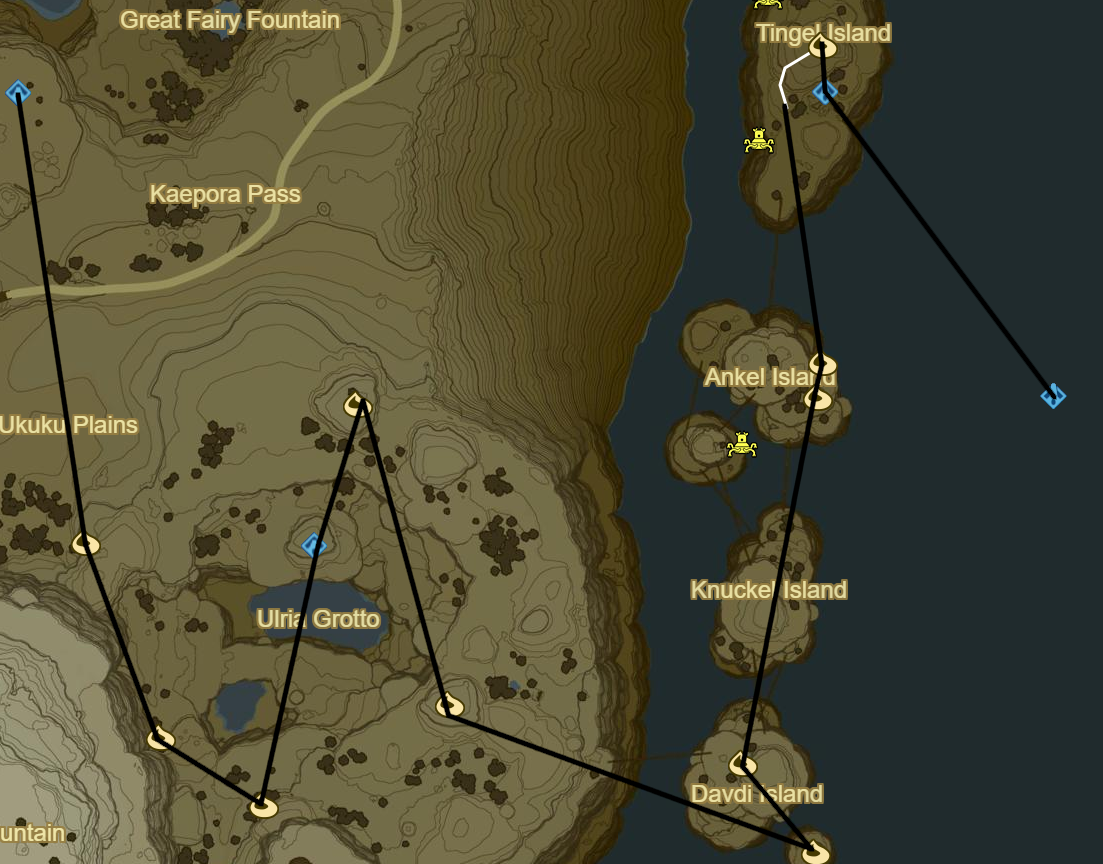 Great Fairy Fountain
Tingel Island
Kaepora Pass
Ankel Island
Ukuku Plains
Knuckel Island
Ulria Grotto
Davdi Island
untain